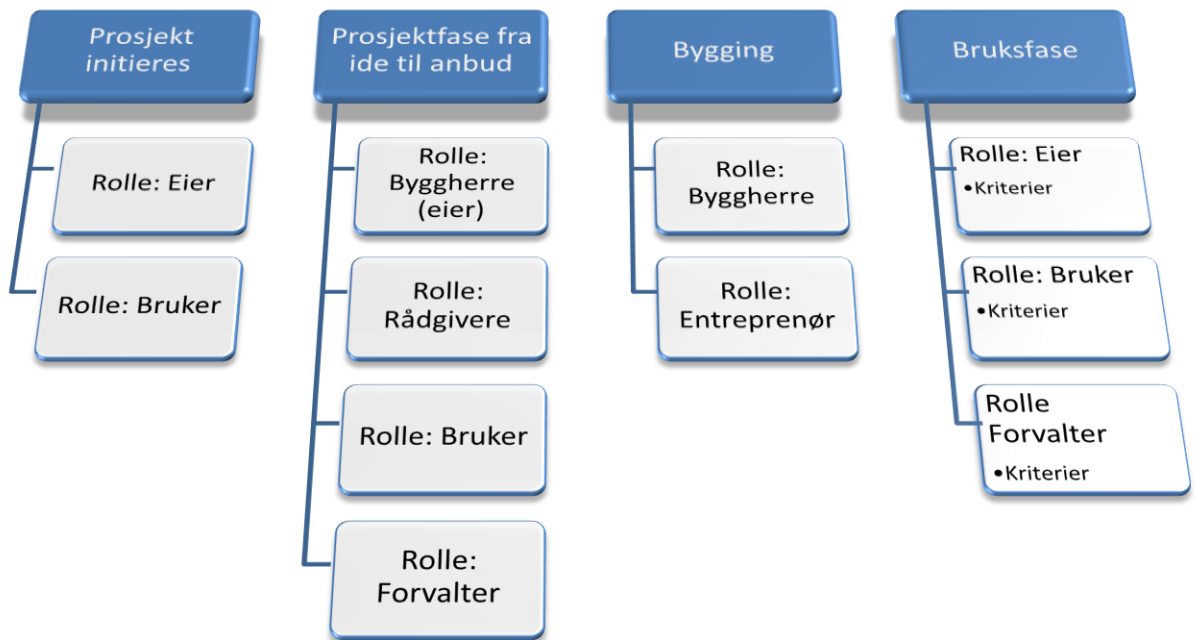 Prosjekt
initieres
Rolle: Eier
Rolle: Bruker
Prosjektfase fra
ide til anbud
Rolle:
Byggherre
(eier)
Rolle:
Rådgivere
Rolle: Bruker
Rolle:
Forvalter
Bygging
Rolle:
Byggherre
Rolle:
Entreprenør
Bruksfase
Rolle: Eier
•Kriterier
Rolle: Bruker
•Kriterier
Rolle
Forvalter
•Kriterier